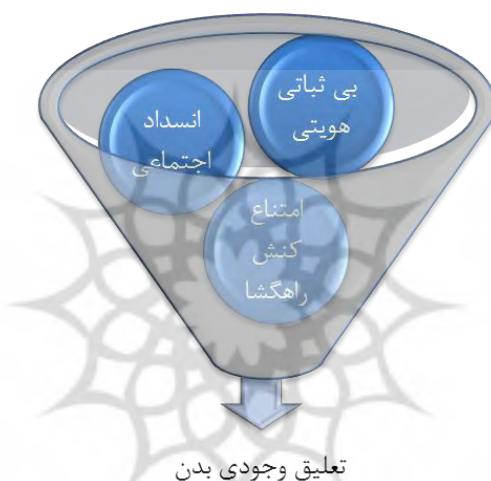 بی ثباتی
هویتی
انسداد
اجتماعی
امتناع
کنش
راهگشا
تعلیق وجودی بدن